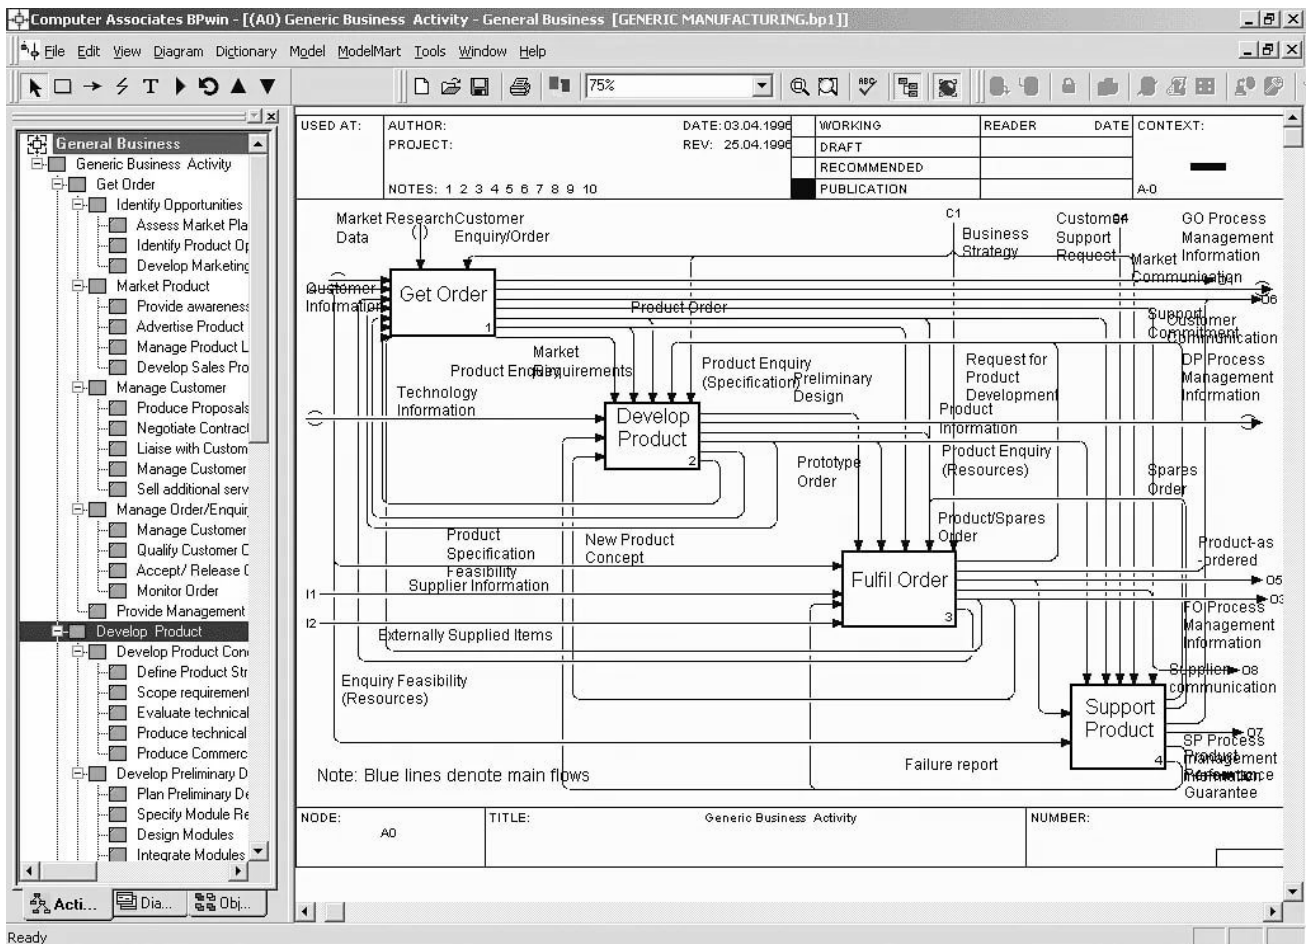 Computer Associates BPwin - [(A0) Generic Business Activity - General Business [GENERIC MANUFACTURING.bp1]]
File Edit View Diagram Dictionary Model ModelMart Tools Window Help
75%
General Business
Generic Business Activity
Get Order
Identify Opportunities
Assess Market Pla
Identify Product Op
Develop Marketing
Market Product
Provide awareness
Advertise Product
Manage Product L
Develop Sales Pro
Manage Customer
Produce Proposals
Negotiate Contract
Liaise with Custom
Manage Customer
Sell additional serv
Manage Order/Enquir
Manage Customer
Qualify Customer C
Accept/ Release C
Monitor Order
Provide Management
Develop Product
Develop Product Con
Define Product Str
Scope requirement
Evaluate technical
Produce technical
Produce Commerc
Develop Preliminary D
Plan Preliminary De
Specify Module Re
Design Modules
Integrate Modules
Acti...
Dia...
Obj...
Ready
USED AT:
AUTHOR:
PROJECT:
DATE: 03.04.1996
REV: 25.04.1996
NOTES: 1 2 3 4 5 6 7 8 9 10
WORKING
DRAFT
RECOMMENDED
PUBLICATION
READER DATE
CONTEXT:
A-0
Market Research
Data
Customer
Enquiry/Order
C1
Business
Strategy
Customer
Support
Request
GO Process
Management
Information
Market
Communication
Customer
Information
Get Order
1
Product Order
O6
Support
Commitment
Customer
Communication
Market
Requirements
Product Enquiry
Product Enquiry
(Specification)
Preliminary
Design
Request for
Product
Development
DP Process
Management
Information
Technology
Information
Develop
Product
2
Product
Information
Product Enquiry
(Resources)
Prototype
Order
Spares
Order
Product
Specification
Feasibility
New Product
Concept
Product/Spares
Order
Product-as
-ordered
Supplier Information
Fulfil Order
3
I1
I2
O5
O3
Externally Supplied Items
FO Process
Management
Information
Enquiry Feasibility
(Resources)
Supplier
communication
O8
Support
Product
4
O7
SP Process
management
information
Product
Performance
Guarantee
Failure report
Note: Blue lines denote main flows
NODE:
A0
TITLE:
Generic Business Activity
NUMBER: